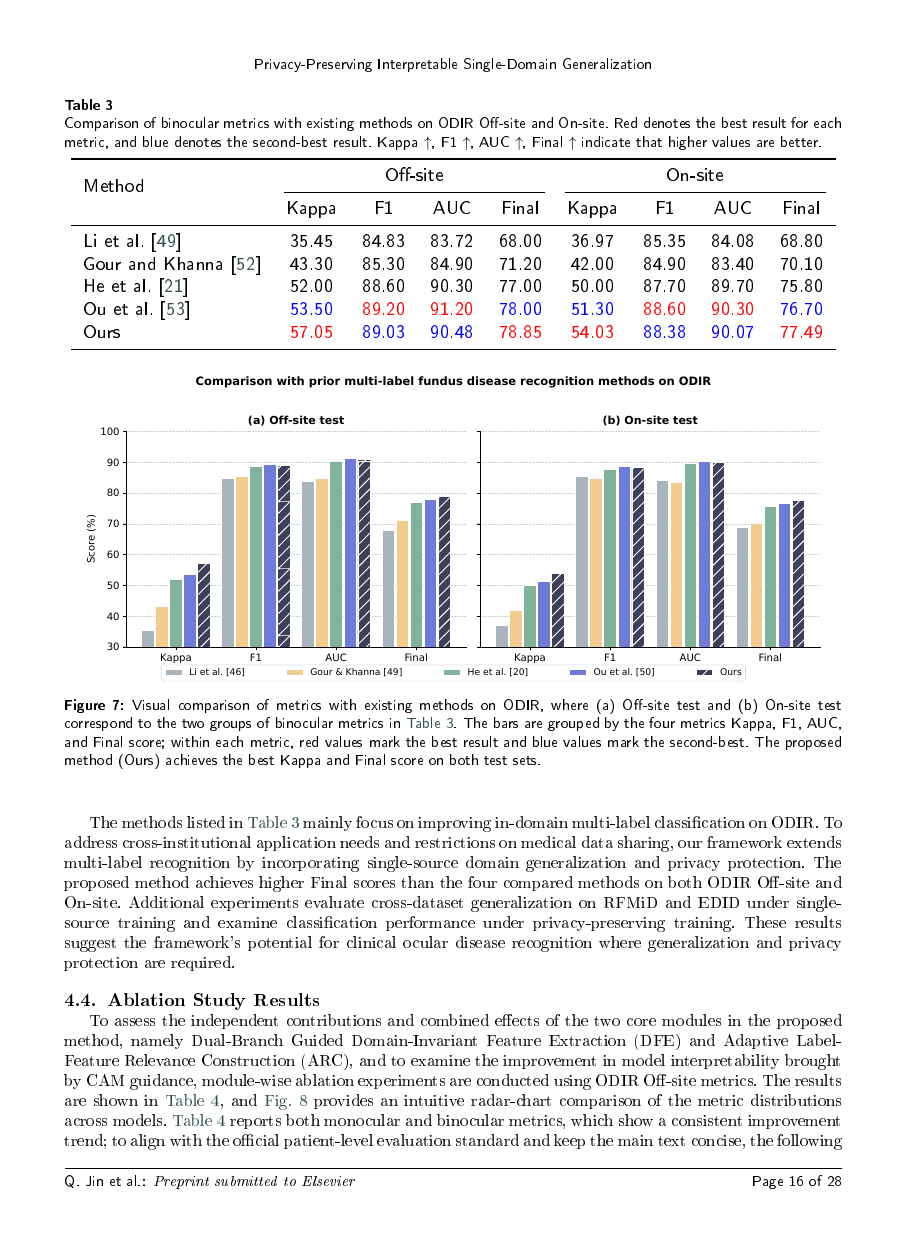 Privacy-Preserving Interpretable Single-Domain Generalization
Table 3
Comparison of binocular metrics with existing methods on ODIR Off-site and On-site. Red denotes the best result for each
metric, and blue denotes the second-best result. Kappa ↑, F1 ↑, AUC ↑, Final ↑ indicate that higher values are better.
Method Off-site On-site
Kappa F1 AUC Final Kappa F1 AUC Final
Li et al. [49] 35.45 84.83 83.72 68.00 36.97 85.35 84.08 68.80
Gour and Khanna [52] 43.30 85.30 84.90 71.20 42.00 84.90 83.40 70.10
He et al. [21] 52.00 88.60 90.30 77.00 50.00 87.70 89.70 75.80
Ou et al. [53] 53.50 89.20 91.20 78.00 51.30 88.60 90.30 76.70
Ours 57.05 89.03 90.48 78.85 54.03 88.38 90.07 77.49
Comparison with prior multi-label fundus disease recognition methods on ODIR
(a) Off-site test (b) On-site test
100
90
80
70
60
50
40
30
Score (%)
Kappa F1 AUC Final Kappa F1 AUC Final
Li et al. [46] Gour & Khanna [49] He et al. [20] Ou et al. [50] Ours
Figure 7: Visual comparison of metrics with existing methods on ODIR, where (a) Off-site test and (b) On-site test
correspond to the two groups of binocular metrics in Table 3. The bars are grouped by the four metrics Kappa, F1, AUC,
and Final score; within each metric, red values mark the best result and blue values mark the second-best. The proposed
method (Ours) achieves the best Kappa and Final score on both test sets.
The methods listed in Table 3 mainly focus on improving in-domain multi-label classification on ODIR. To
address cross-institutional application needs and restrictions on medical data sharing, our framework extends
multi-label recognition by incorporating single-source domain generalization and privacy protection. The
proposed method achieves higher Final scores than the four compared methods on both ODIR Off-site and
On-site. Additional experiments evaluate cross-dataset generalization on RFMiD and EDID under single-
source training and examine classification performance under privacy-preserving training. These results
suggest the framework's potential for clinical ocular disease recognition where generalization and privacy
protection are required.
4.4. Ablation Study Results
To assess the independent contributions and combined effects of the two core modules in the proposed
method, namely Dual-Branch Guided Domain-Invariant Feature Extraction (DFE) and Adaptive Label-
Feature Relevance Construction (ARC), and to examine the improvement in model interpretability brought
by CAM guidance, module-wise ablation experiments are conducted using ODIR Off-site metrics. The results
are shown in Table 4, and Fig. 8 provides an intuitive radar-chart comparison of the metric distributions
across models. Table 4 reports both monocular and binocular metrics, which show a consistent improvement
trend; to align with the official patient-level evaluation standard and keep the main text concise, the following
Q. Jin et al.: Preprint submitted to Elsevier Page 16 of 28